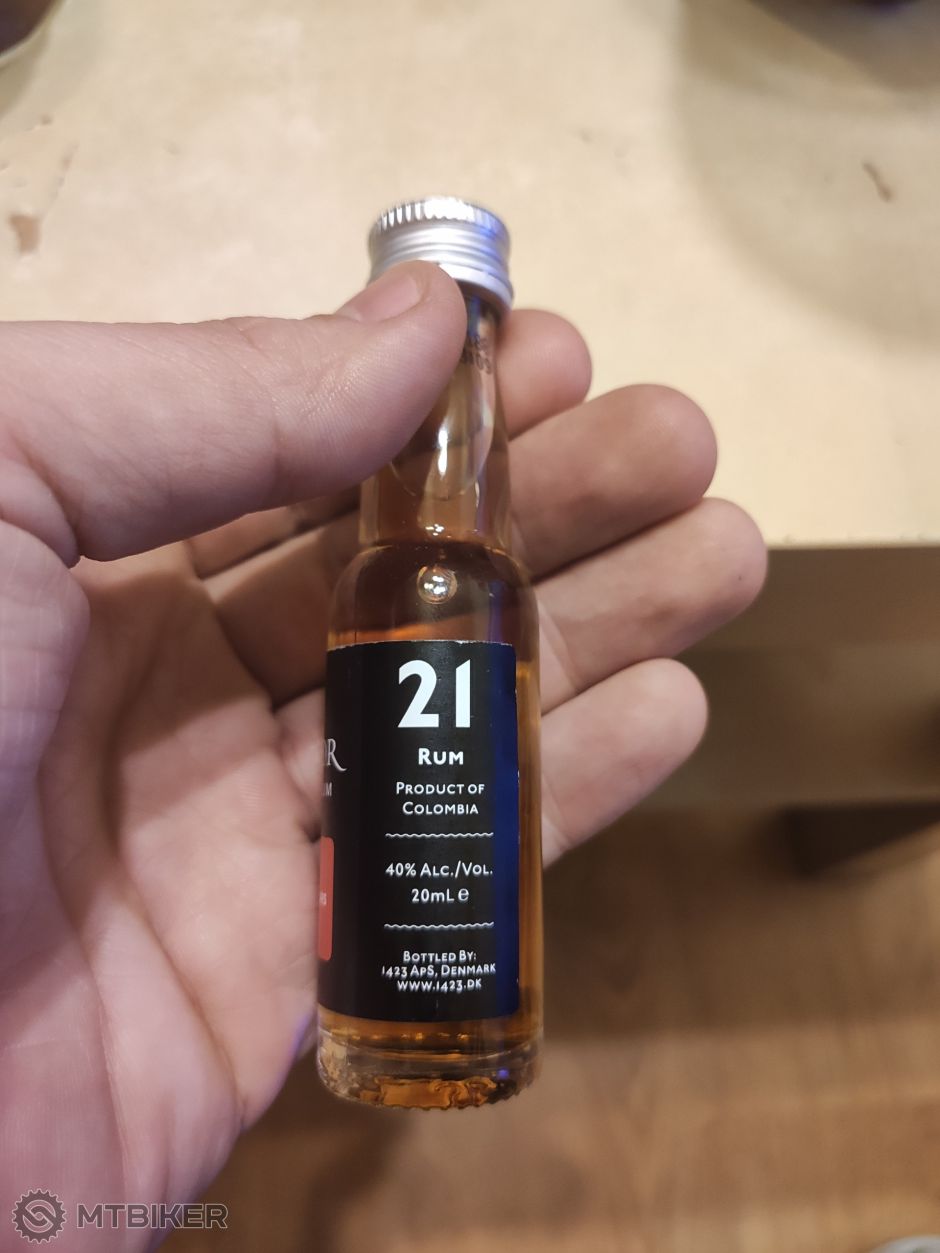 21
RUM
PRODUCT OF
COLOMBIA
40% ALC./VOL.
20mL ℮
BOTTLED BY:
1423 APS, DENMARK
WWW.1423.DK
MTBIKER